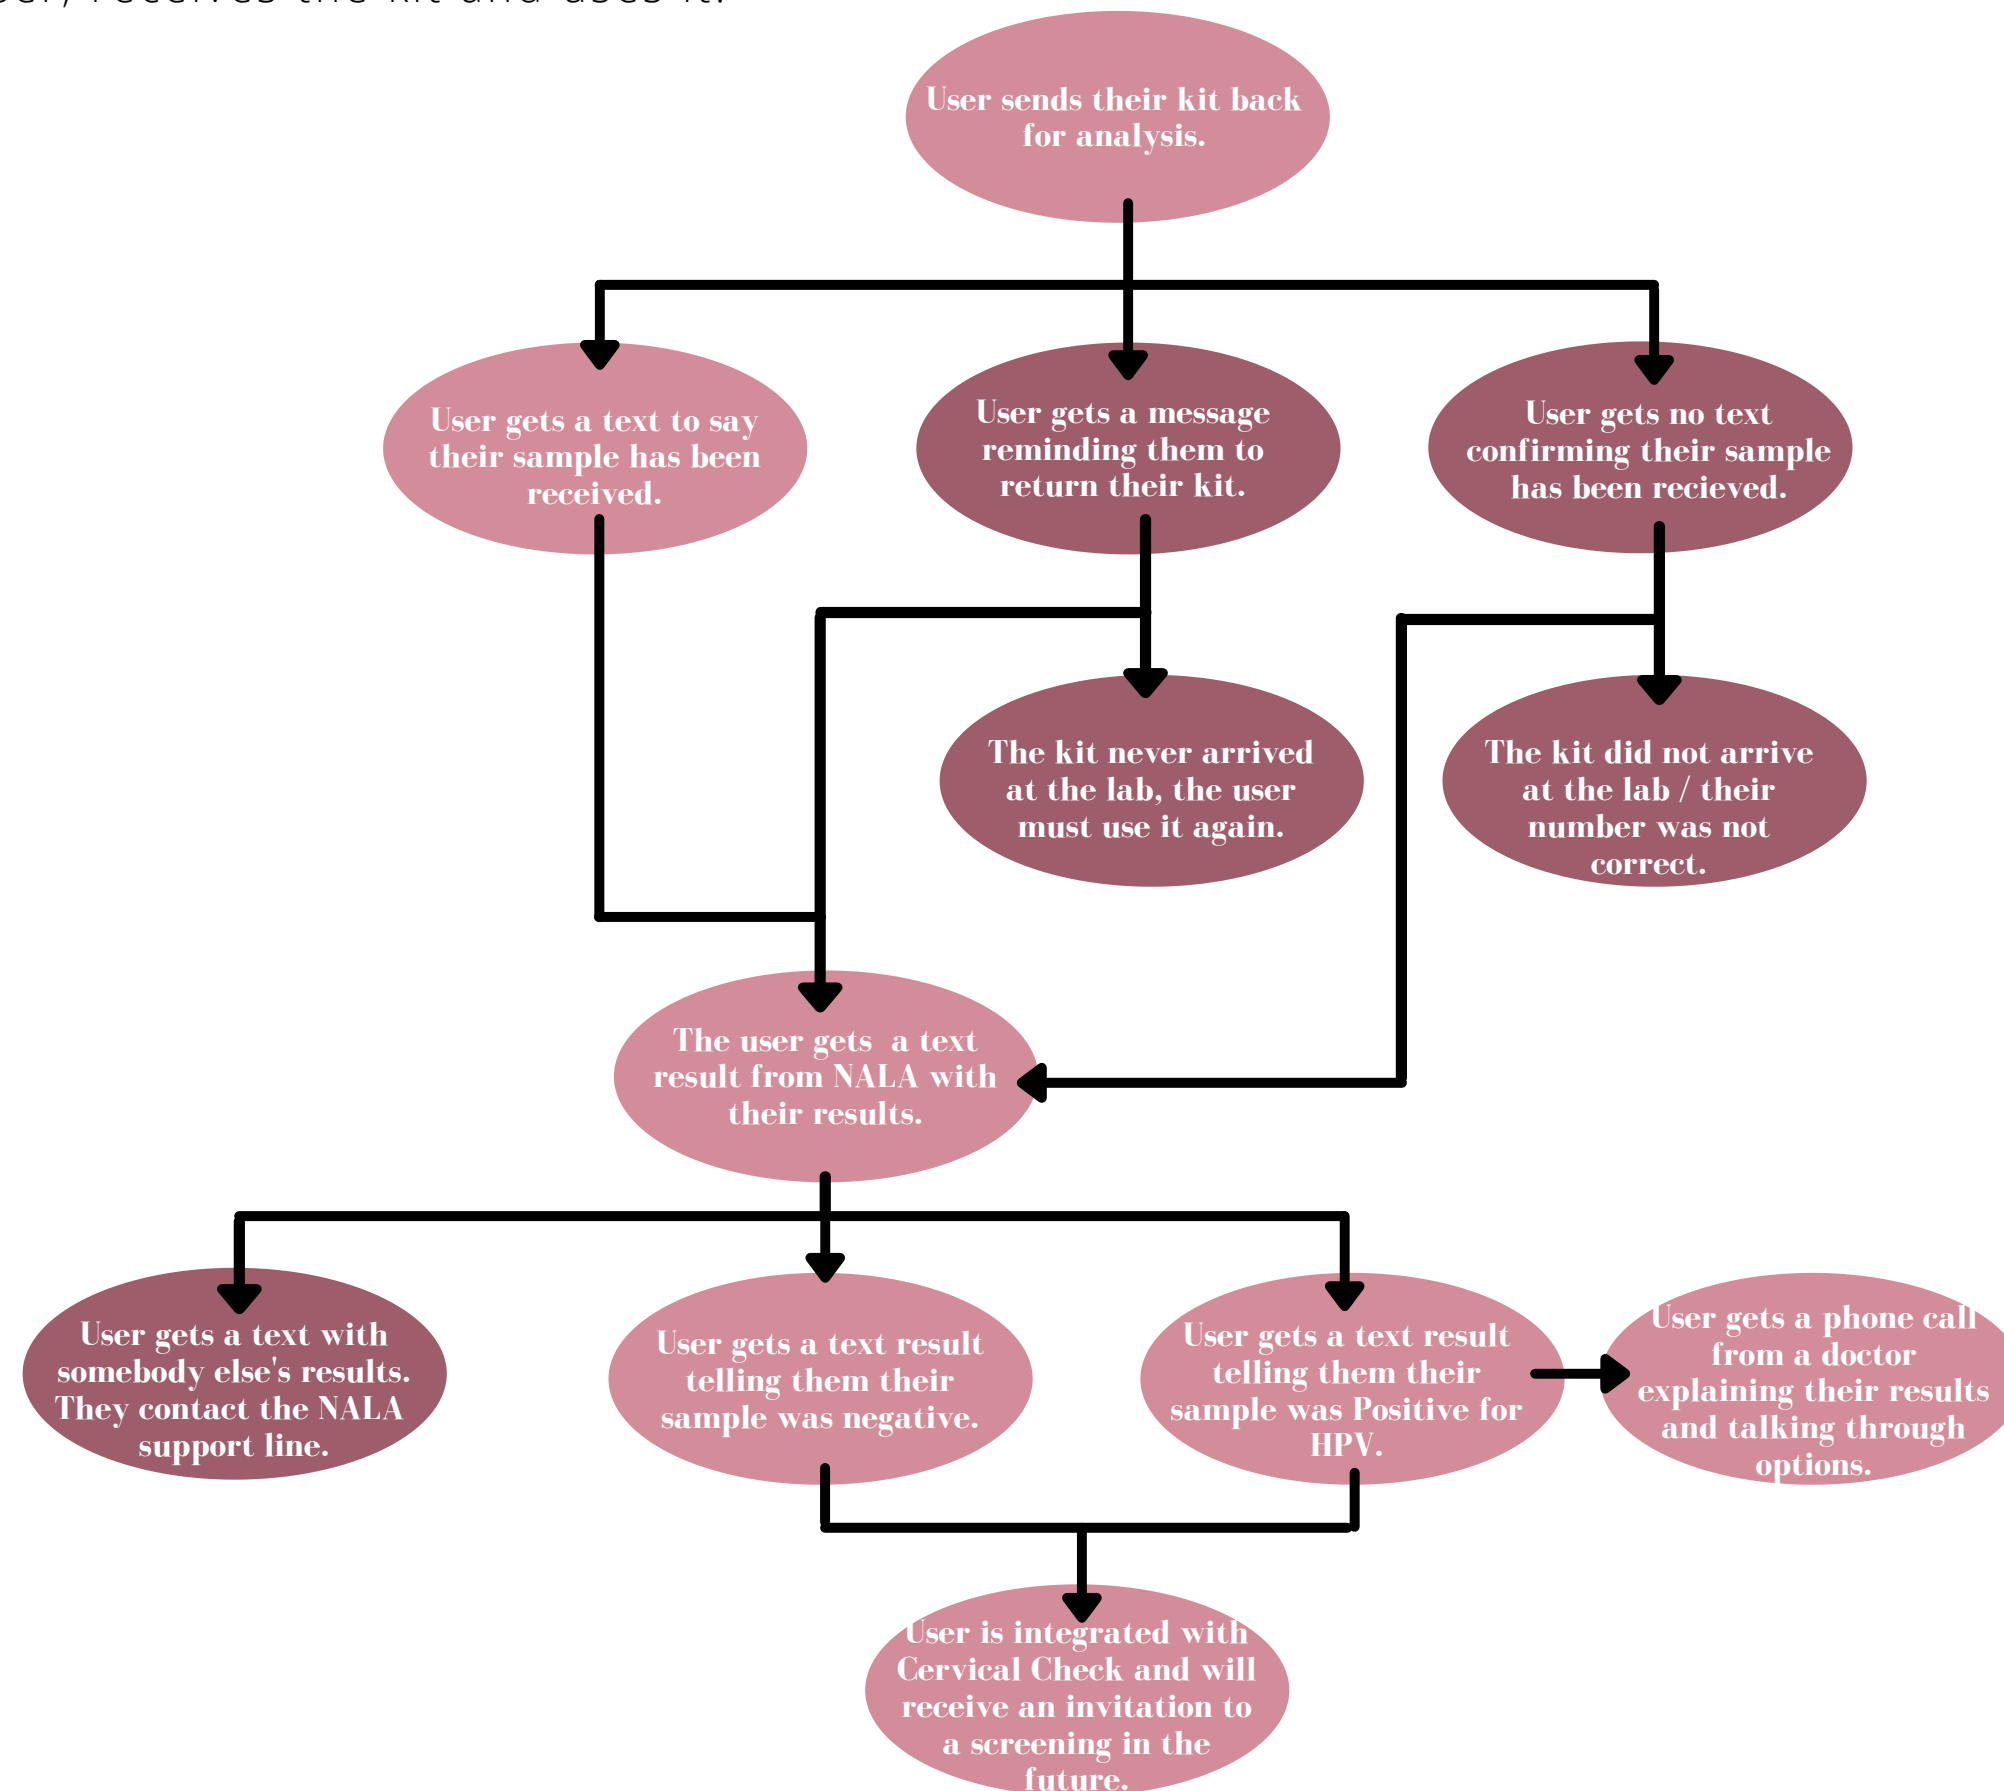 receives the kit and uses it.
User sends their kit back
for analysis.
User gets a text to say
their sample has been
received.
User gets a message
reminding them to
return their kit.
User gets no text
confirming their sample
has been recieved.
The kit never arrived
at the lab, the user
must use it again.
The kit did not arrive
at the lab / their
number was not
correct.
The user gets a text
result from NALA with
their results.
User gets a text with
somebody else's results.
They contact the NALA
support line.
User gets a text result
telling them their
sample was negative.
User gets a text result
telling them their
sample was Positive for
HPV.
User gets a phone call
from a doctor
explaining their results
and talking through
options.
User is integrated with
Cervical Check and will
receive an invitation to
a screening in the
future.